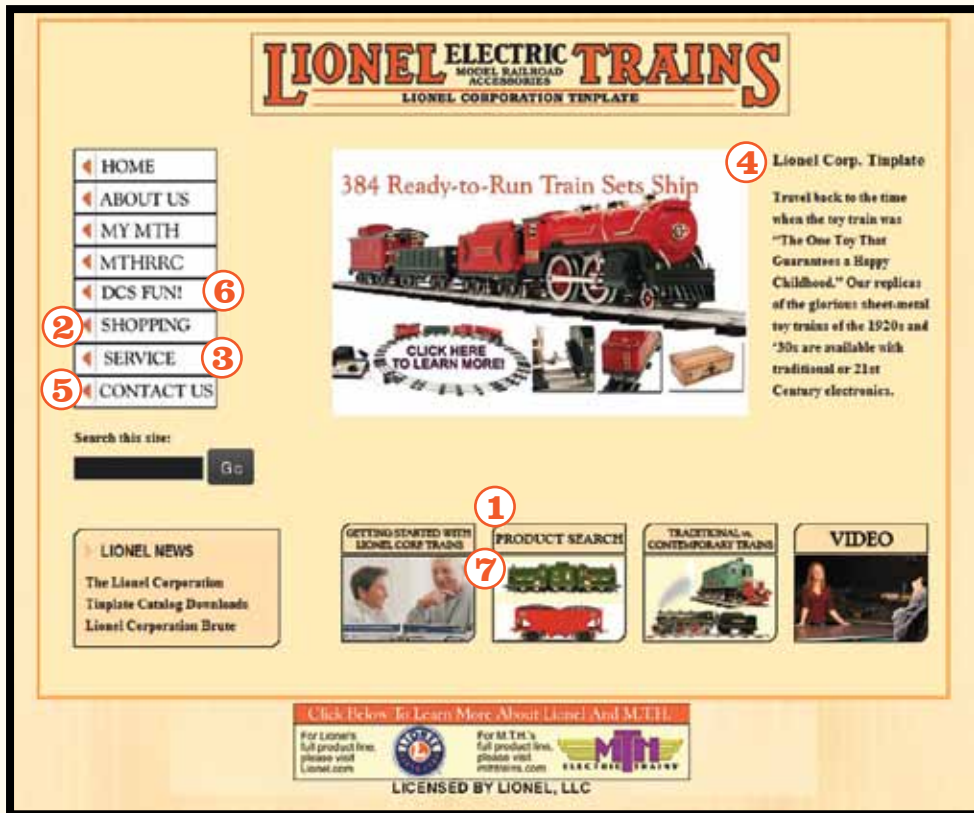 LIONEL ELECTRIC TRAINS
MODEL RAILROAD
ACCESSORIES
LIONEL CORPORATION TINPLATE
HOME
ABOUT US
MY MTH
MTHRRC
DCS FUN!
6
2
SHOPPING
SERVICE
3
5
CONTACT US
Search this site:
Go
384 Ready-to-Run Train Sets Ship
CLICK HERE
TO LEARN MORE!
4
Lionel Corp. Tinplate
Travel back to the time
when the toy train was
"The One Toy That
Guarantees a Happy
Childhood." Our replicas
of the glorious sheet-metal
toy trains of the 1920s and
'30s are available with
traditional or 21st
Century electronics.
LIONEL NEWS
The Lionel Corporation
Tinplate Catalog Downloads
Lionel Corporation Brute
GETTING STARTED WITH
LIONEL CORP TRAINS
1
PRODUCT SEARCH
7
TRADITIONAL vs.
CONTEMPORARY TRAINS
VIDEO
Click Below To Learn More About Lionel And M.T.H.
For Lionel's
full product line,
please visit
Lionel.com
LIONEL
For M.T.H.'s
full product line,
please visit
mthtrains.com
MTH
ELECTRIC TRAINS
LICENSED BY LIONEL, LLC